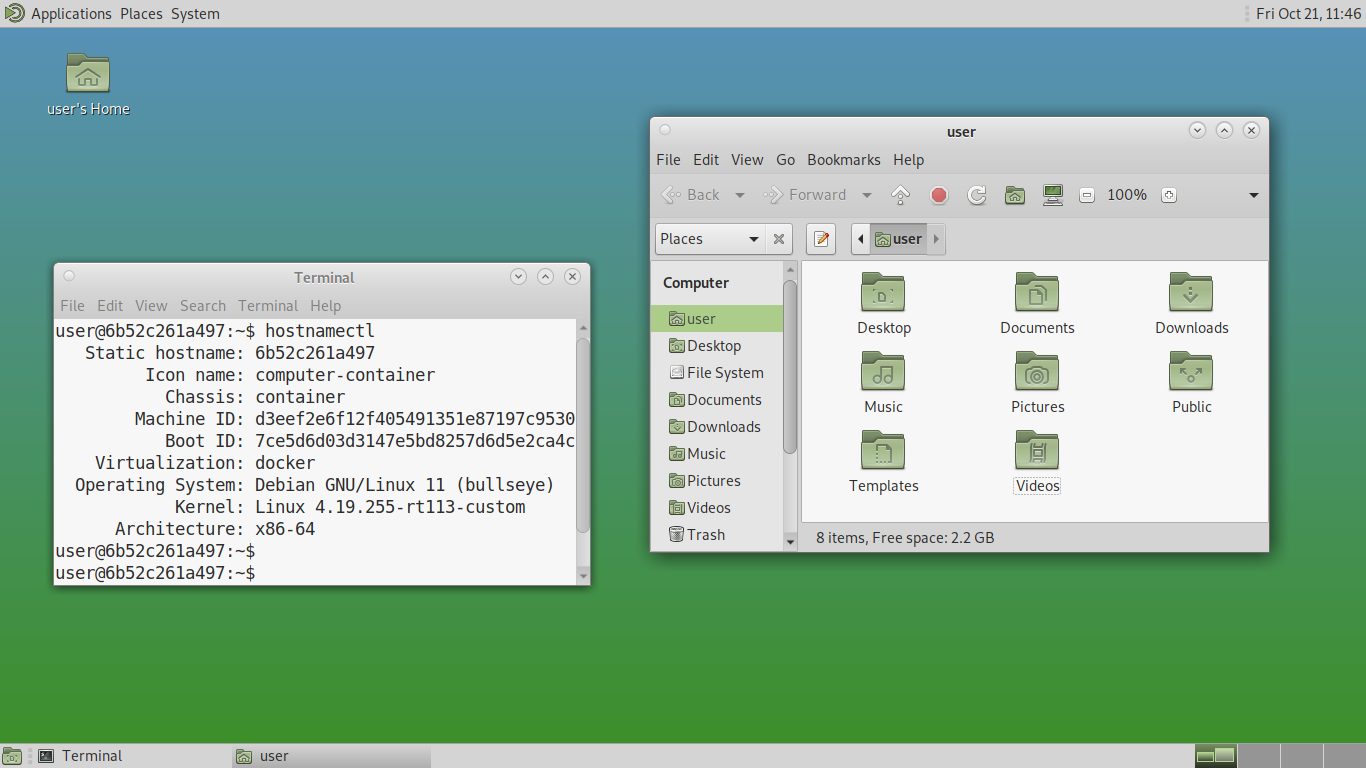 Applications Places System
Fri Oct 21, 11:46
user's Home
Terminal
File Edit View Search Terminal Help
user@6b52c261a497:~$ hostnamectl
Static hostname: 6b52c261a497
Icon name: computer-container
Chassis: container
Machine ID: d3eef2e6f12f405491351e87197c9530
Boot ID: 7ce5d6d03d3147e5bd8257d6d5e2ca4c
Virtualization: docker
Operating System: Debian GNU/Linux 11 (bullseye)
Kernel: Linux 4.19.255-rt113-custom
Architecture: x86-64
user@6b52c261a497:~$
user@6b52c261a497:~$
user
File Edit View Go Bookmarks Help
Back Forward 100%
Places user
Computer
user
Desktop
File System
Documents
Downloads
Music
Pictures
Videos
Trash
Desktop Documents Downloads
Music Pictures Public
Templates Videos
8 items, Free space: 2.2 GB
Terminal user